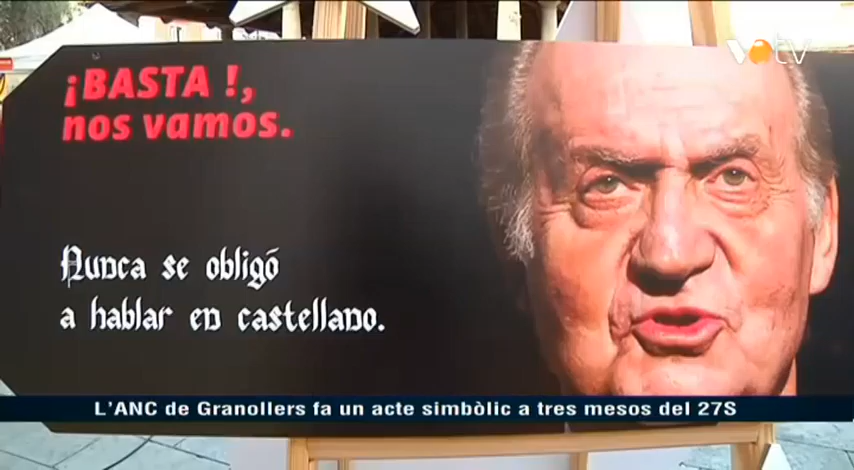 votv
¡BASTA !,
nos vamos.
Nunca se obligó
a hablar en castellano.
L'ANC de Granollers fa un acte simbòlic a tres mesos del 27S